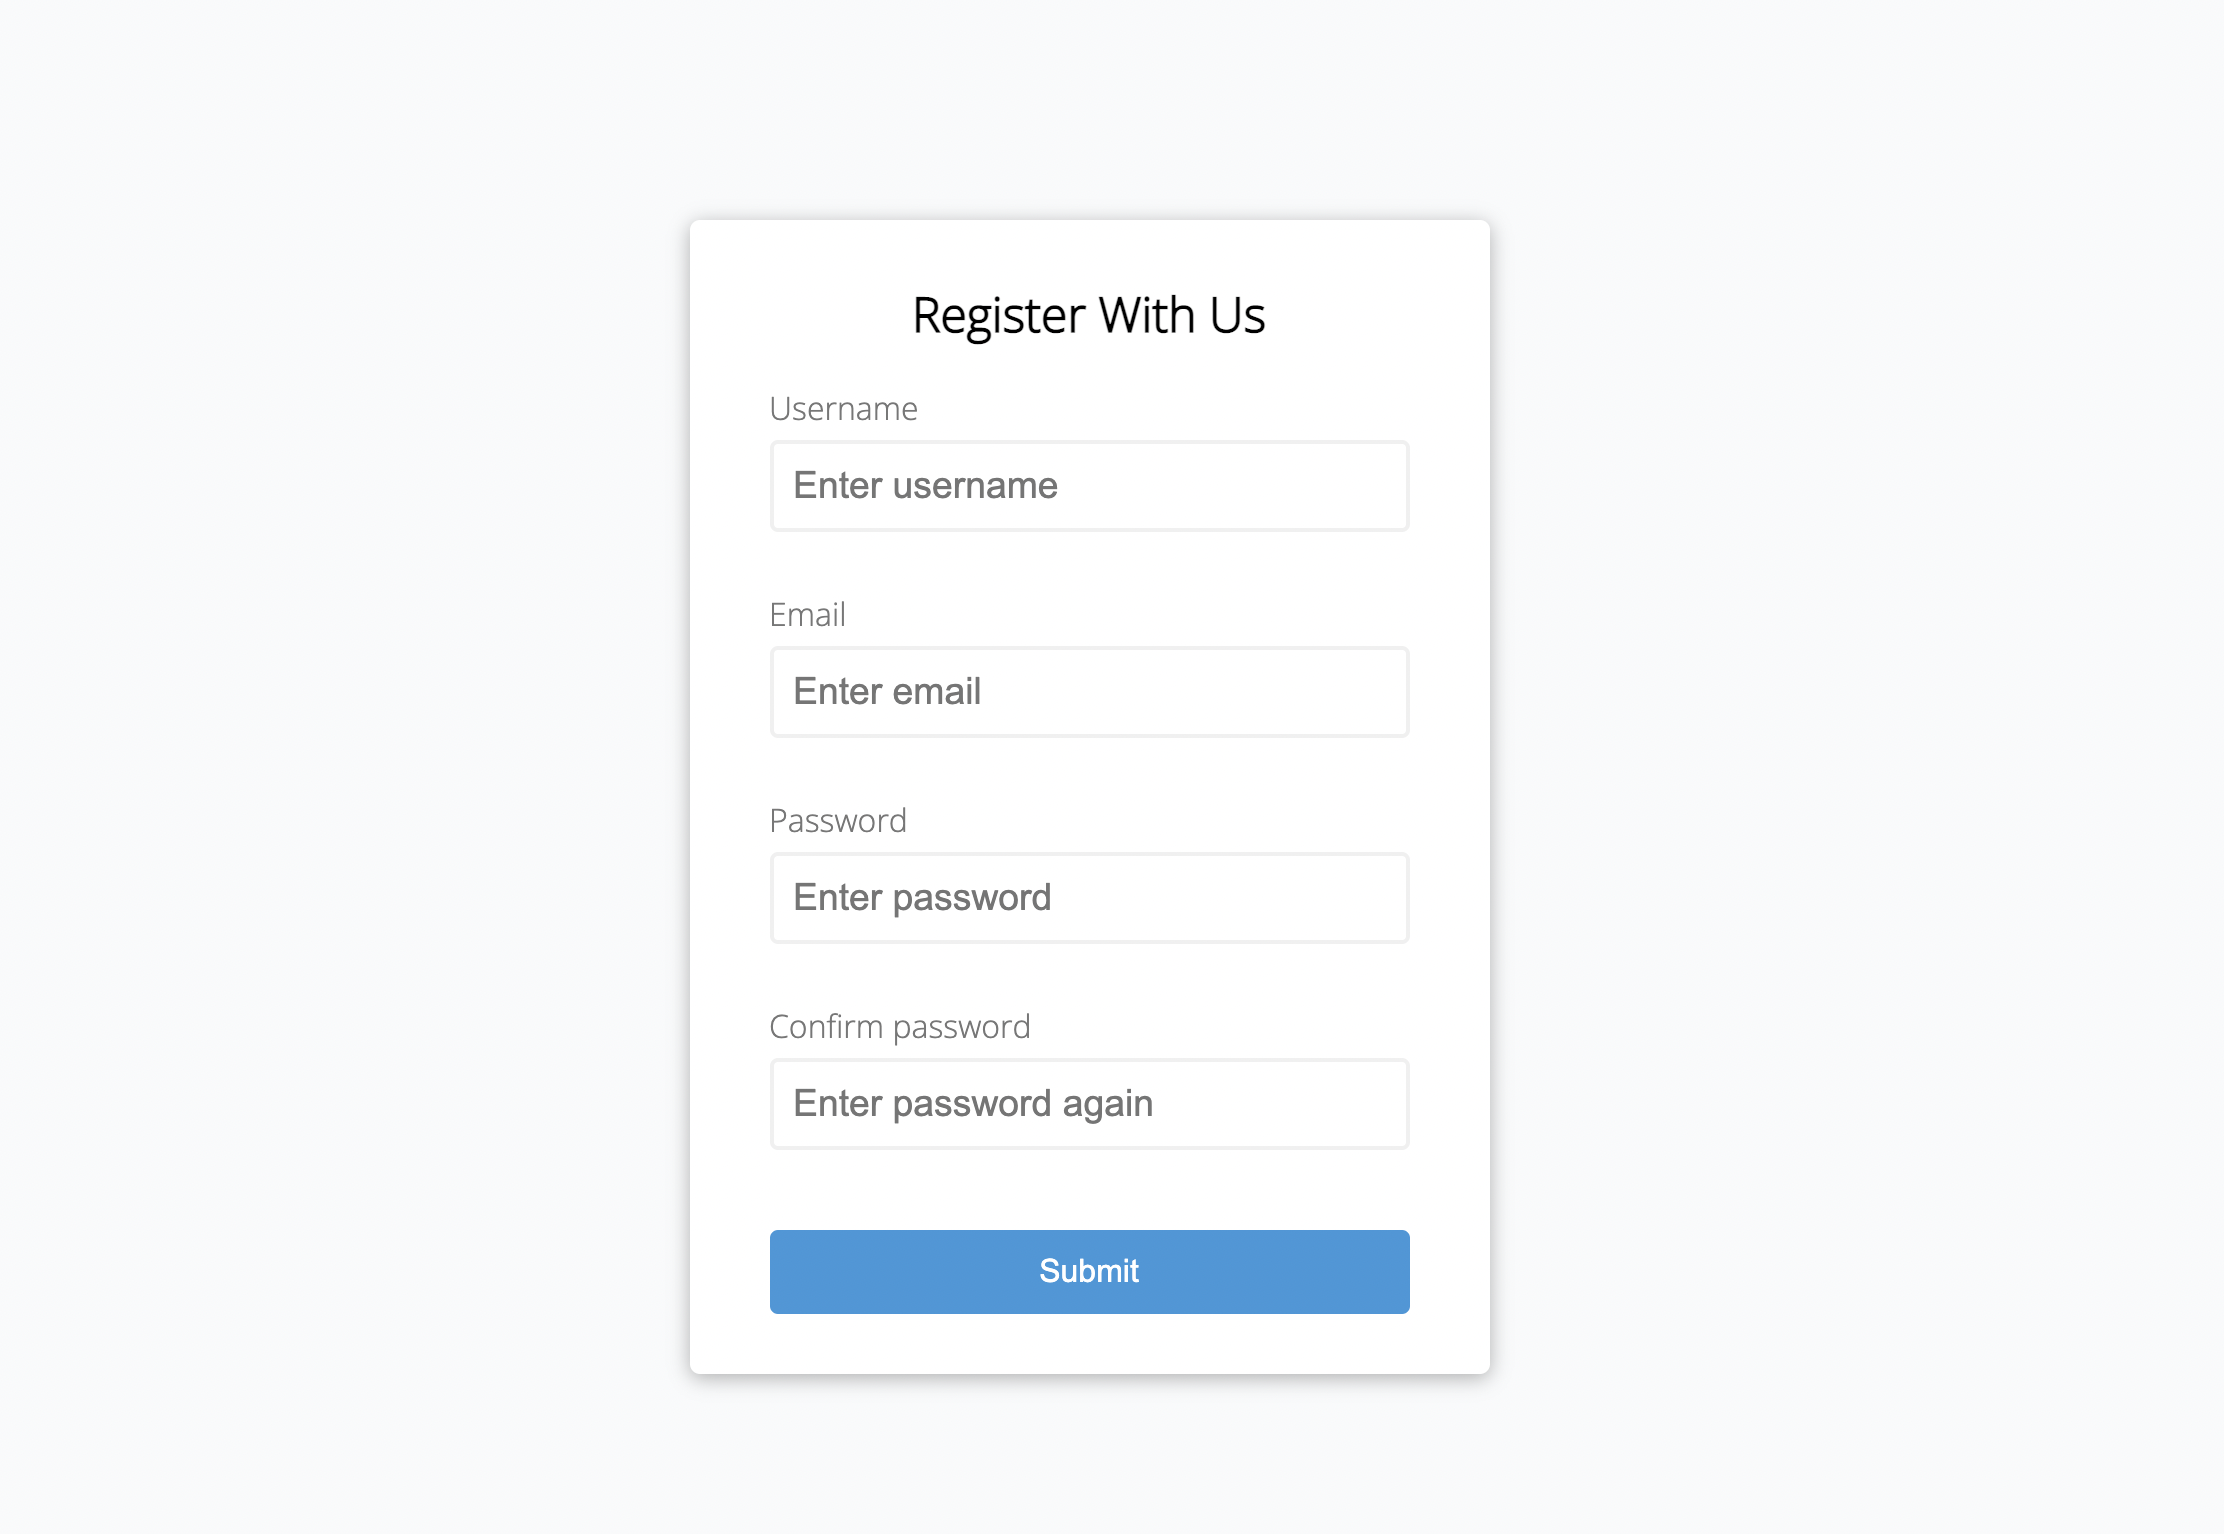 Register With Us
Username
Enter username
Email
Enter email
Password
Enter password
Confirm password
Enter password again
Submit